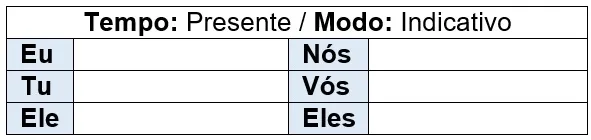 Tempo: Presente / Modo: Indicativo
Eu Nós
Tu Vós
Ele Eles